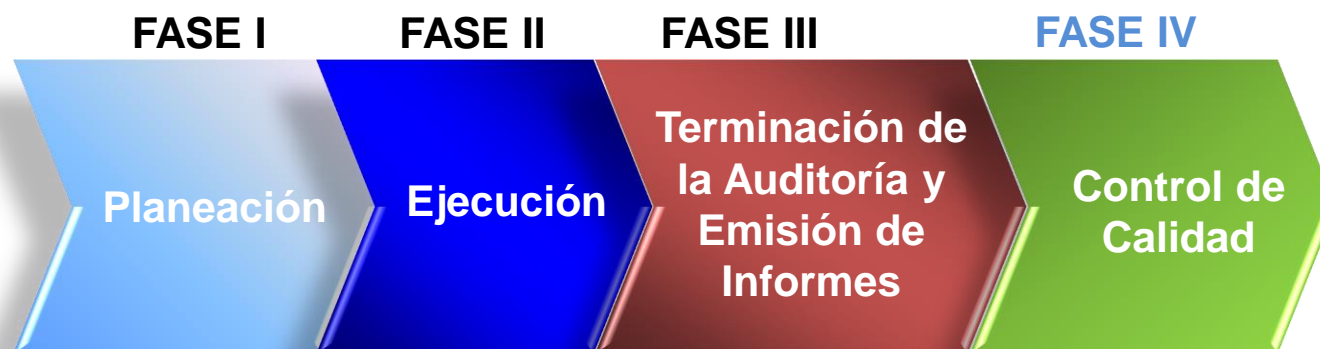 FASE I
FASE II
FASE III
FASE IV
Planeación
Ejecución
Terminación de
la Auditoría y
Emisión de
Informes
Control de
Calidad